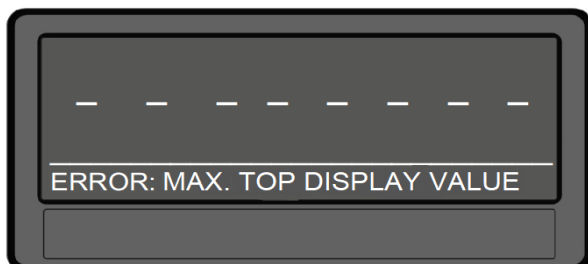 – – – – – – – –
ERROR: MAX. TOP DISPLAY VALUE